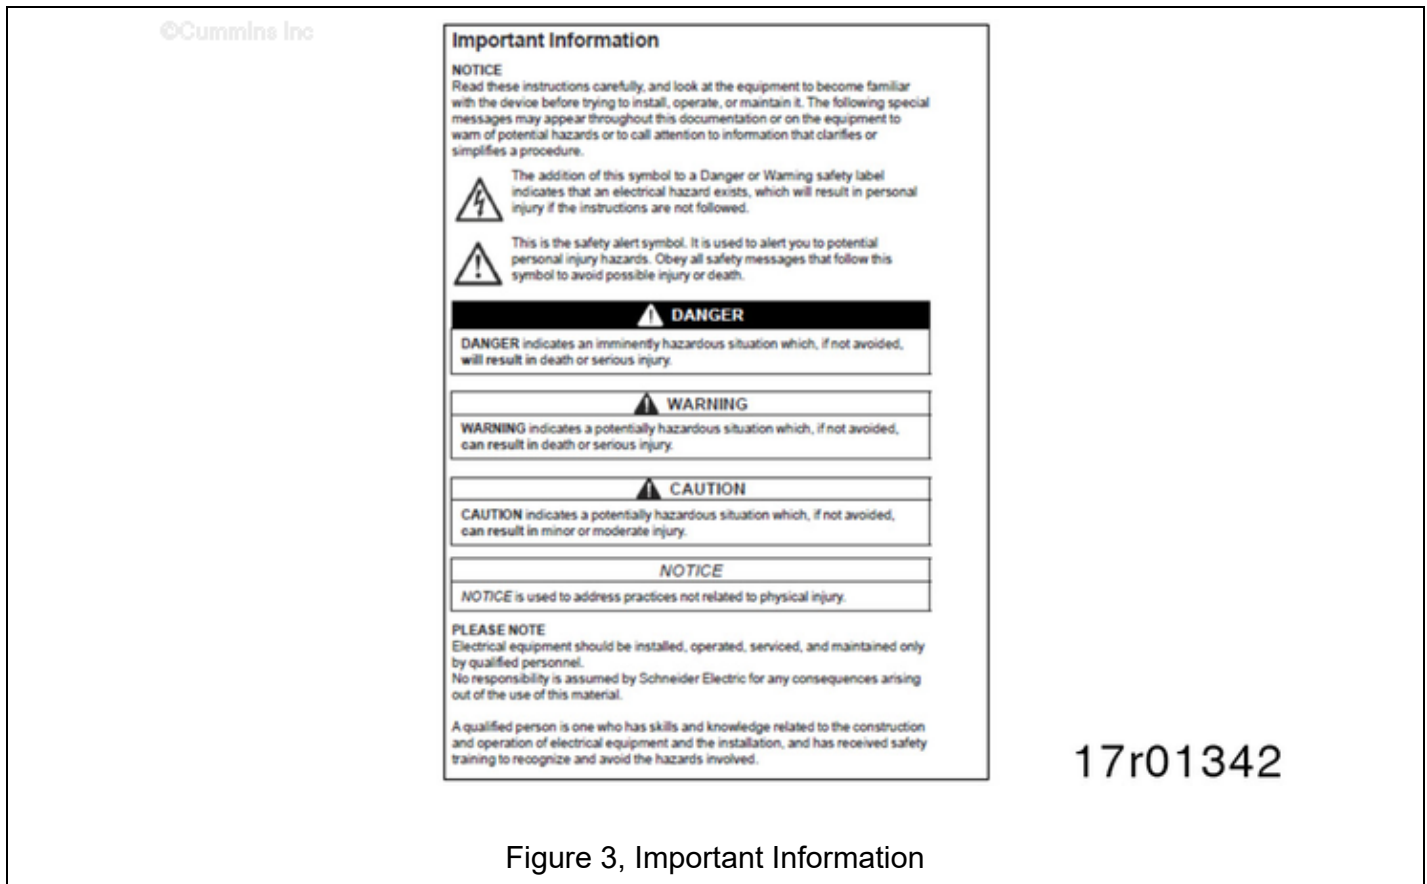 ©Cummins Inc
Important Information
NOTICE
Read these instructions carefully, and look at the equipment to become familiar
with the device before trying to install, operate, or maintain it. The following special
messages may appear throughout this documentation or on the equipment to
warn of potential hazards or to call attention to information that clarifies or
simplifies a procedure.
The addition of this symbol to a Danger or Warning safety label
indicates that an electrical hazard exists, which will result in personal
injury if the instructions are not followed.
This is the safety alert symbol. It is used to alert you to potential
personal injury hazards. Obey all safety messages that follow this
symbol to avoid possible injury or death.
DANGER
DANGER indicates an imminently hazardous situation which, if not avoided,
will result in death or serious injury.
WARNING
WARNING indicates a potentially hazardous situation which, if not avoided,
can result in death or serious injury.
CAUTION
CAUTION indicates a potentially hazardous situation which, if not avoided,
can result in minor or moderate injury.
NOTICE
NOTICE is used to address practices not related to physical injury.
PLEASE NOTE
Electrical equipment should be installed, operated, serviced, and maintained only
by qualified personnel.
No responsibility is assumed by Schneider Electric for any consequences arising
out of the use of this material.
A qualified person is one who has skills and knowledge related to the construction
and operation of electrical equipment and the installation, and has received safety
training to recognize and avoid the hazards involved.
17r01342
Figure 3, Important Information